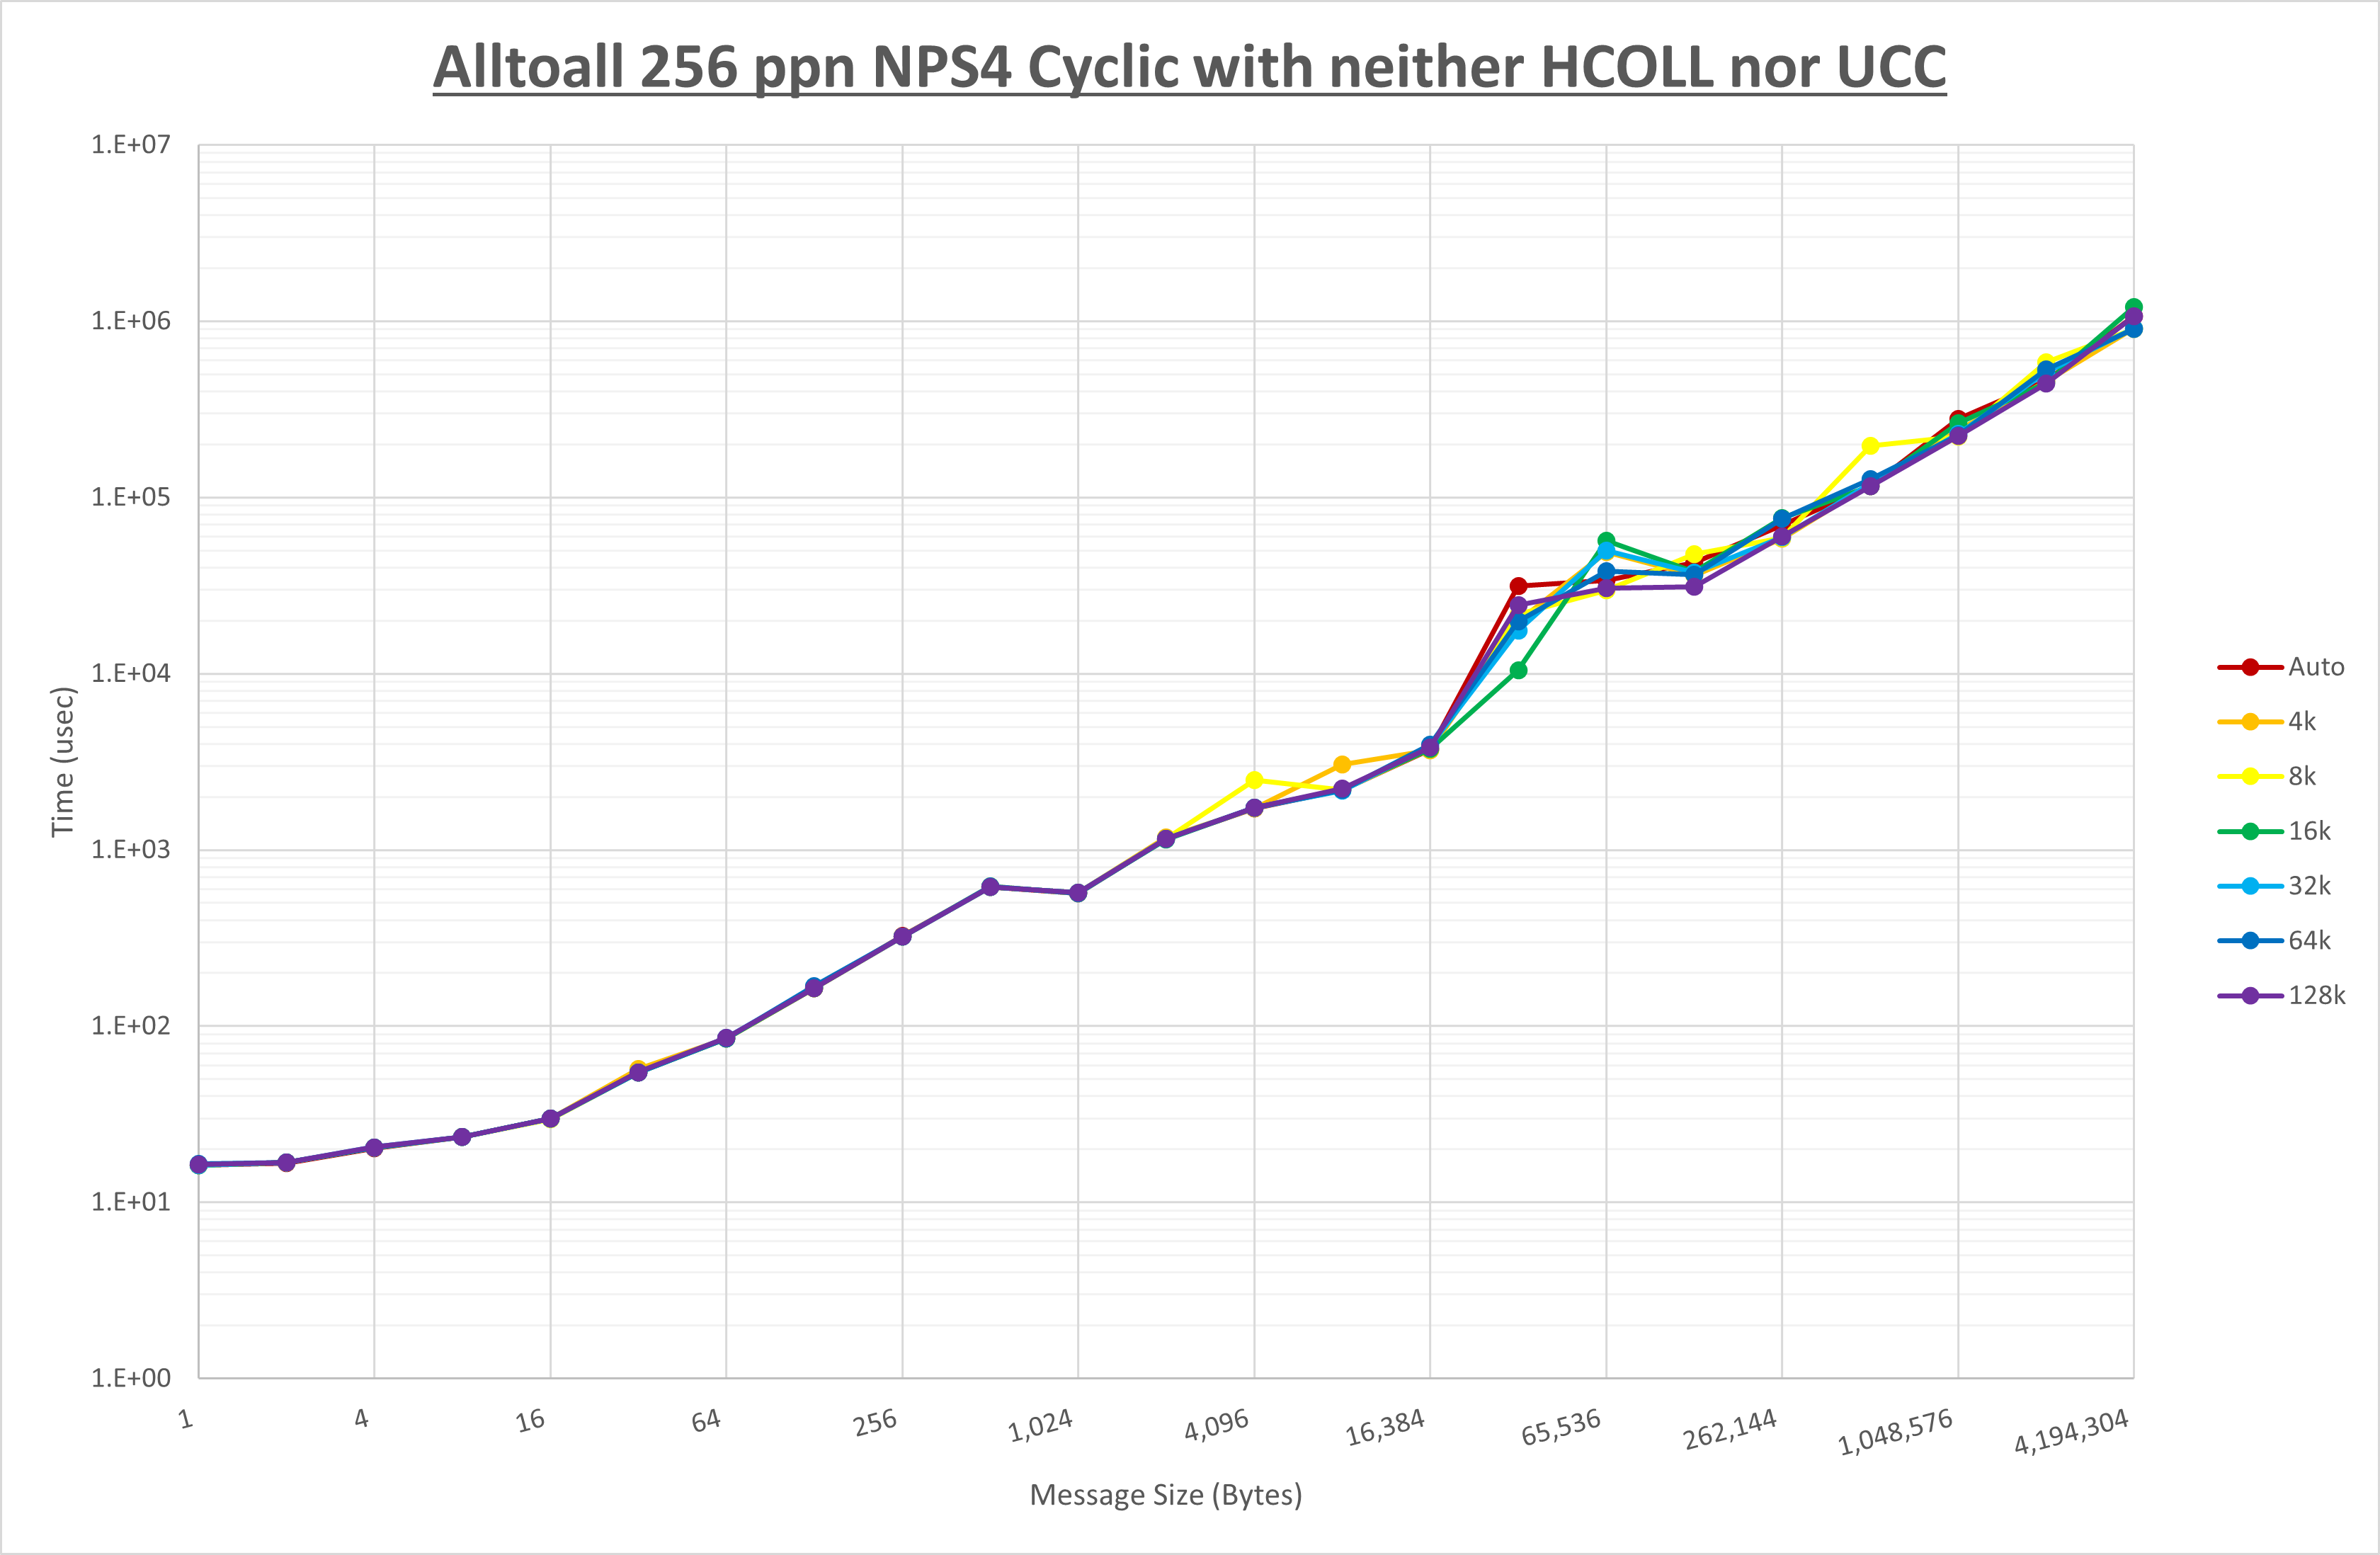 Alltoall 256 ppn NPS4 Cyclic with neither HCOLL nor UCC
1.E+07
1.E+06
1.E+05
1.E+04
1.E+03
1.E+02
1.E+01
1.E+00
Time (usec)
1
4
16
64
256
1,024
4,096
16,384
65,536
262,144
1,048,576
4,194,304
Message Size (Bytes)
Auto
4k
8k
16k
32k
64k
128k